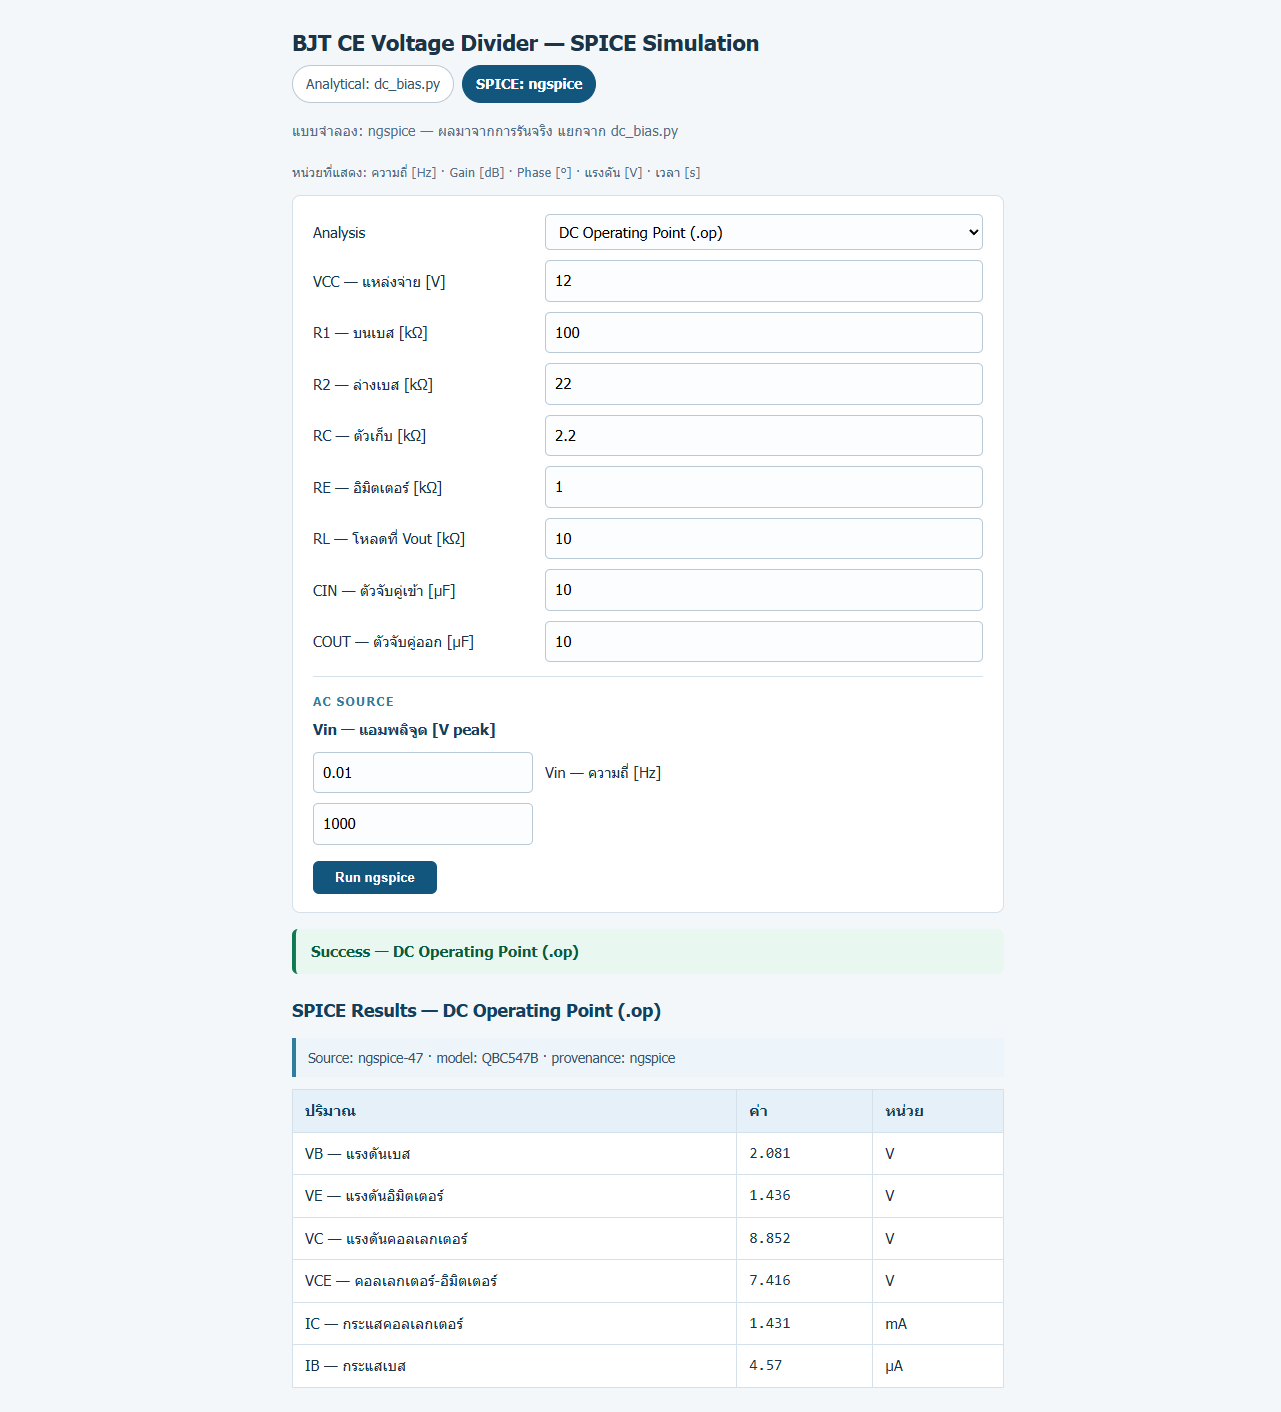 BJT CE Voltage Divider — SPICE Simulation
Analytical: dc_bias.py SPICE: ngspice
แบบจำลอง: ngspice — ผลมาจากการรันจริง แยกจาก dc_bias.py
หน่วยที่แสดง: ความถี่ [Hz] · Gain [dB] · Phase [°] · แรงดัน [V] · เวลา [s]
Analysis DC Operating Point (.op)
VCC — แหล่งจ่าย [V] 12
R1 — บนเบส [kΩ] 100
R2 — ล่างเบส [kΩ] 22
RC — ตัวเก็บ [kΩ] 2.2
RE — อิมิตเตอร์ [kΩ] 1
RL — โหลดที่ Vout [kΩ] 10
CIN — ตัวจับคู่เข้า [µF] 10
COUT — ตัวจับคู่ออก [µF] 10
AC SOURCE
Vin — แอมพลิจูด [V peak]
0.01 Vin — ความถี่ [Hz]
1000
Run ngspice
Success — DC Operating Point (.op)
SPICE Results — DC Operating Point (.op)
Source: ngspice-47 · model: QBC547B · provenance: ngspice
ปริมาณ ค่า หน่วย
VB — แรงดันเบส 2.081 V
VE — แรงดันอิมิตเตอร์ 1.436 V
VC — แรงดันคอลเลกเตอร์ 8.852 V
VCE — คอลเลกเตอร์-อิมิตเตอร์ 7.416 V
IC — กระแสคอลเลกเตอร์ 1.431 mA
IB — กระแสเบส 4.57 µA